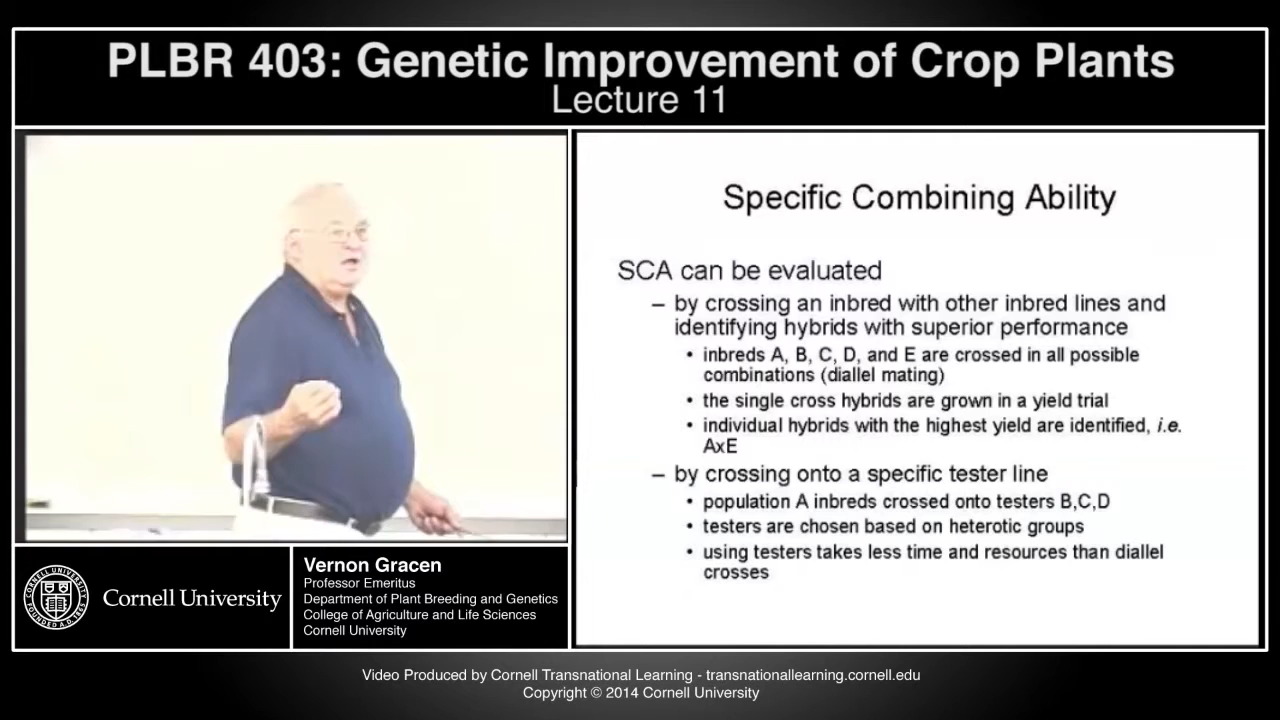 PLBR 403: Genetic Improvement of Crop Plants
Lecture 11
Specific Combining Ability
SCA can be evaluated
– by crossing an inbred with other inbred lines and
identifying hybrids with superior performance
• inbreds A, B, C, D, and E are crossed in all possible
combinations (diallel mating)
• the single cross hybrids are grown in a yield trial
• individual hybrids with the highest yield are identified, i.e.
AxE
– by crossing onto a specific tester line
• population A inbreds crossed onto testers B,C,D
• testers are chosen based on heterotic groups
• using testers takes less time and resources than diallel
crosses
Cornell University
Vernon Gracen
Professor Emeritus
Department of Plant Breeding and Genetics
College of Agriculture and Life Sciences
Cornell University
Video Produced by Cornell Transnational Learning - transnationallearning.cornell.edu
Copyright © 2014 Cornell University